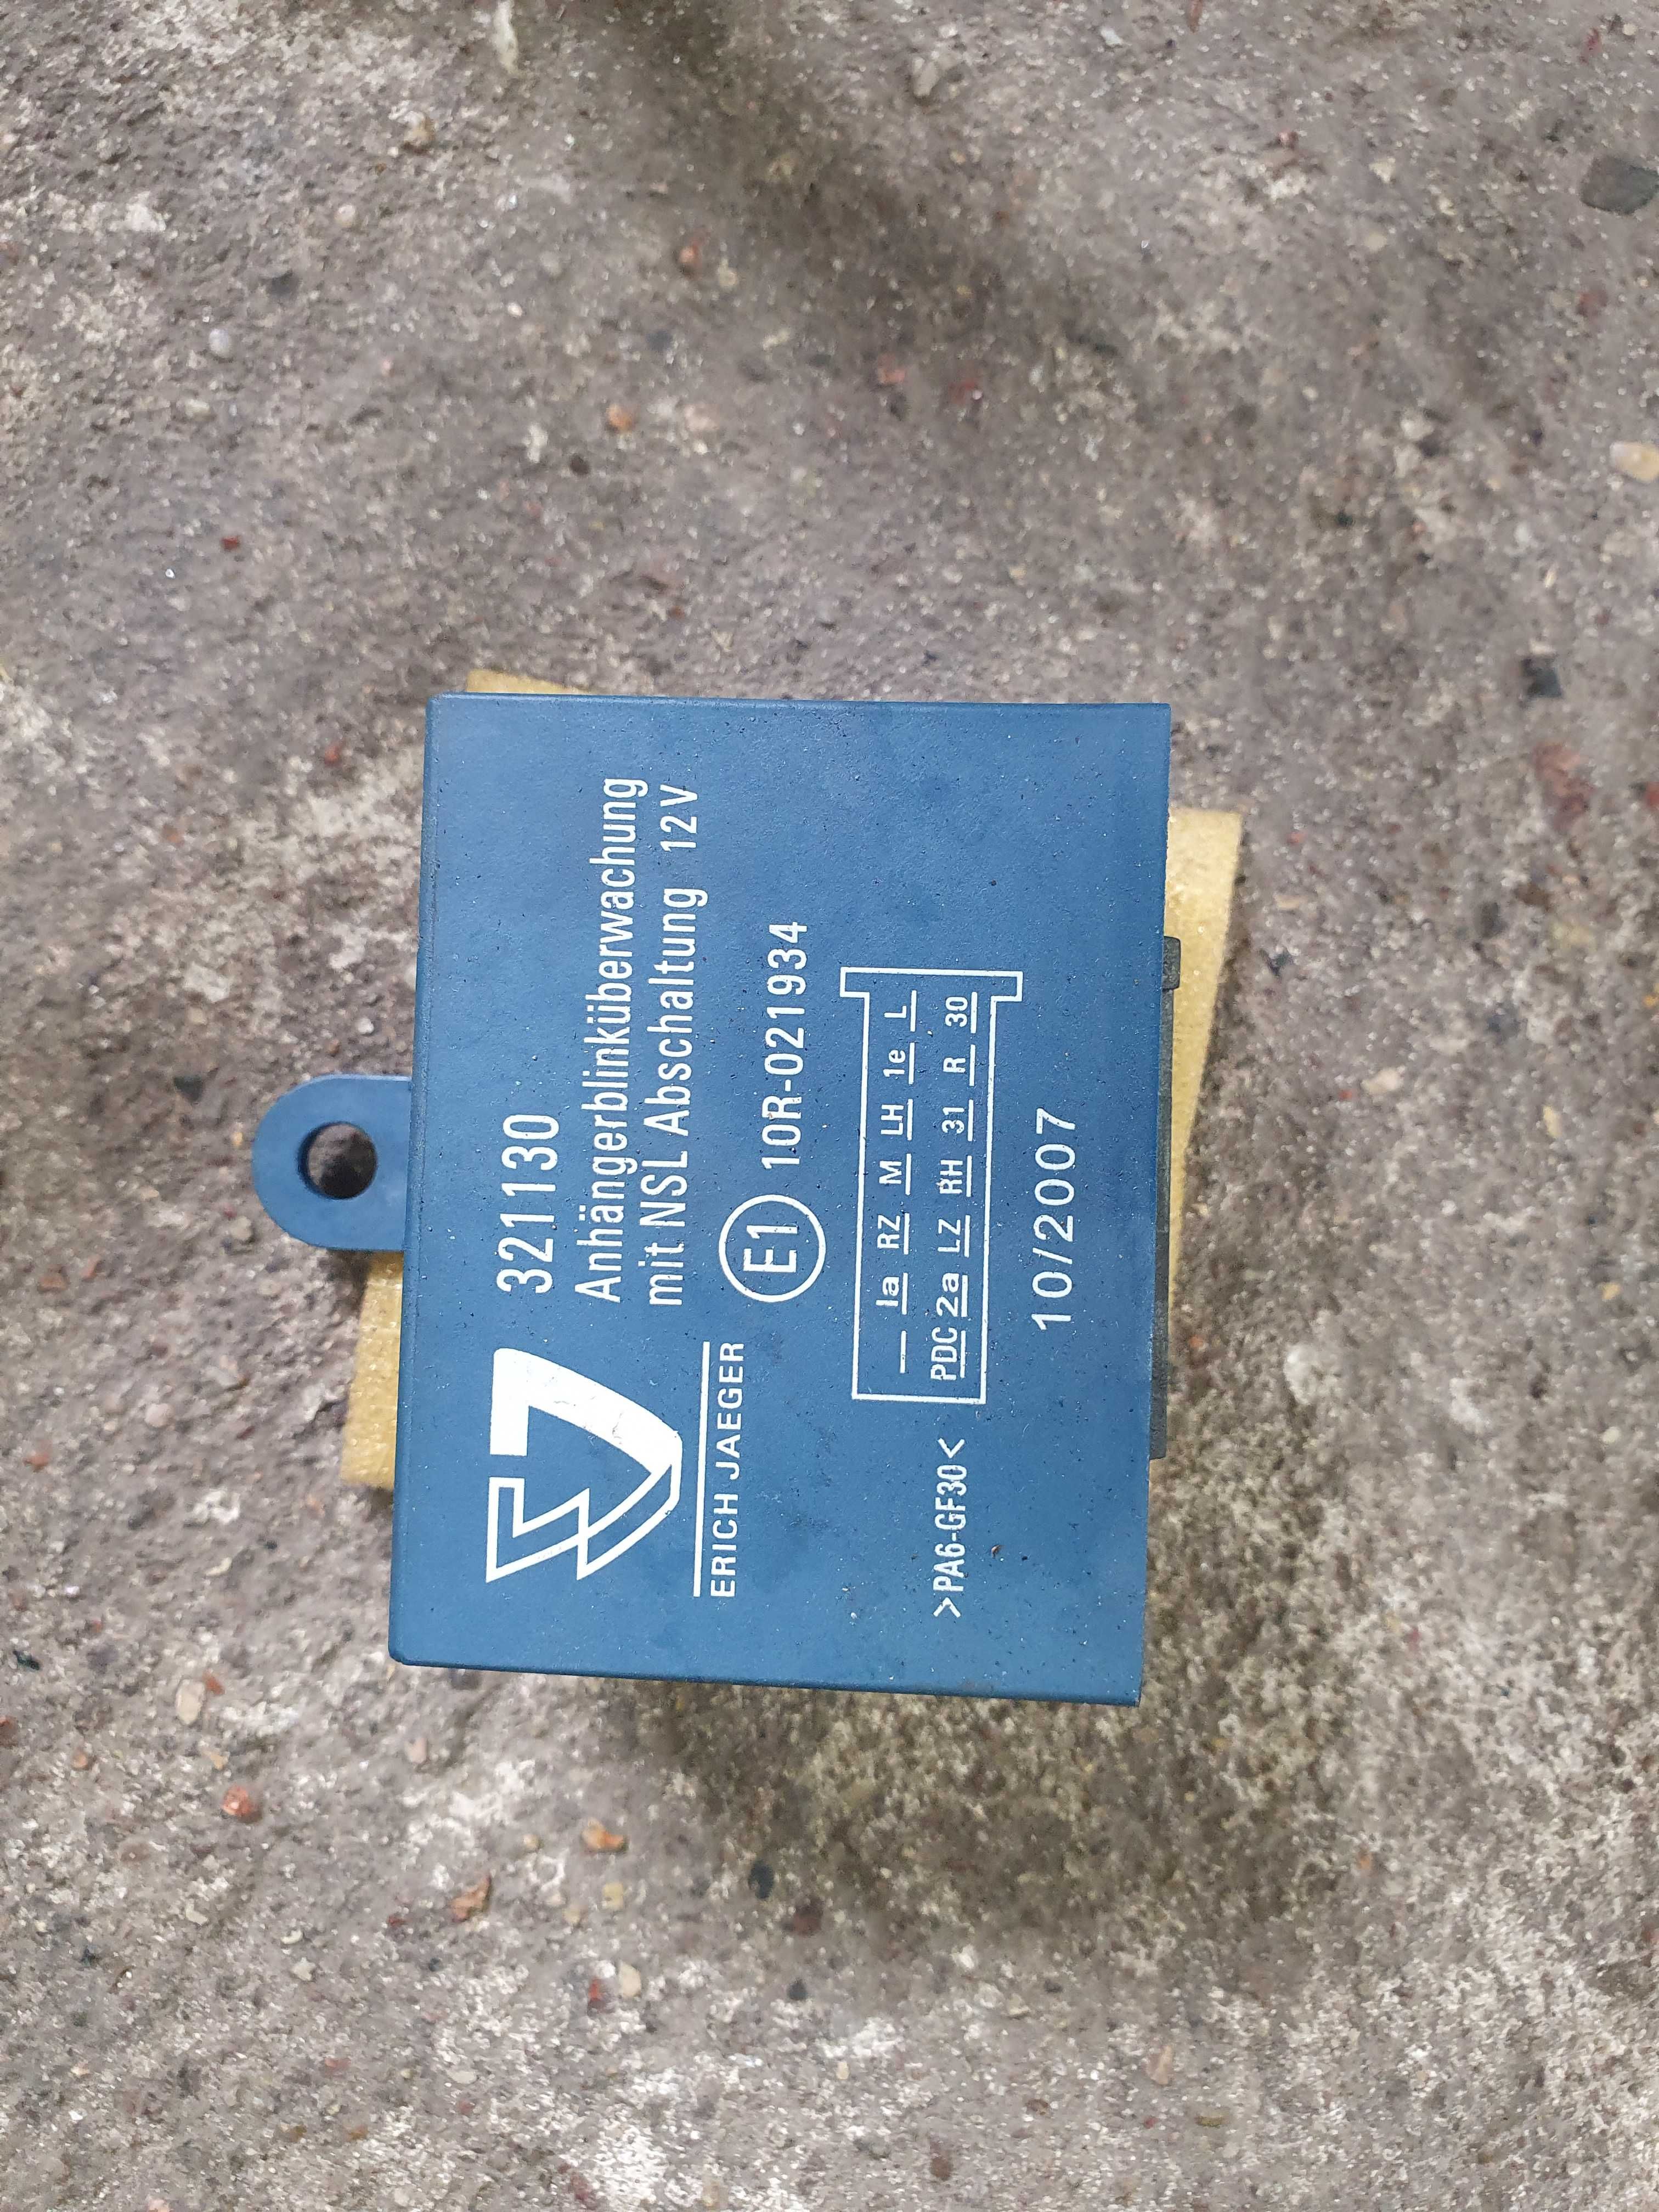 321130
Anhängerblinküberwachung
mit NSL Abschaltung 12V
ERICH JAEGER
E1 10R-021934
— 1a RZ M LH 1e L
PDC 2a LZ RH 31 R 30
>PA6-GF30<
10/2007